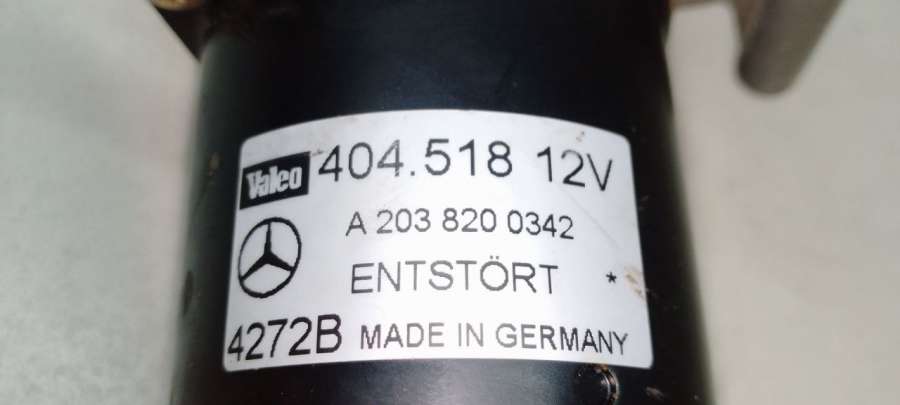 Valeo 404.518 12V
A 203 820 0342
ENTSTÖRT *
4272B MADE IN GERMANY